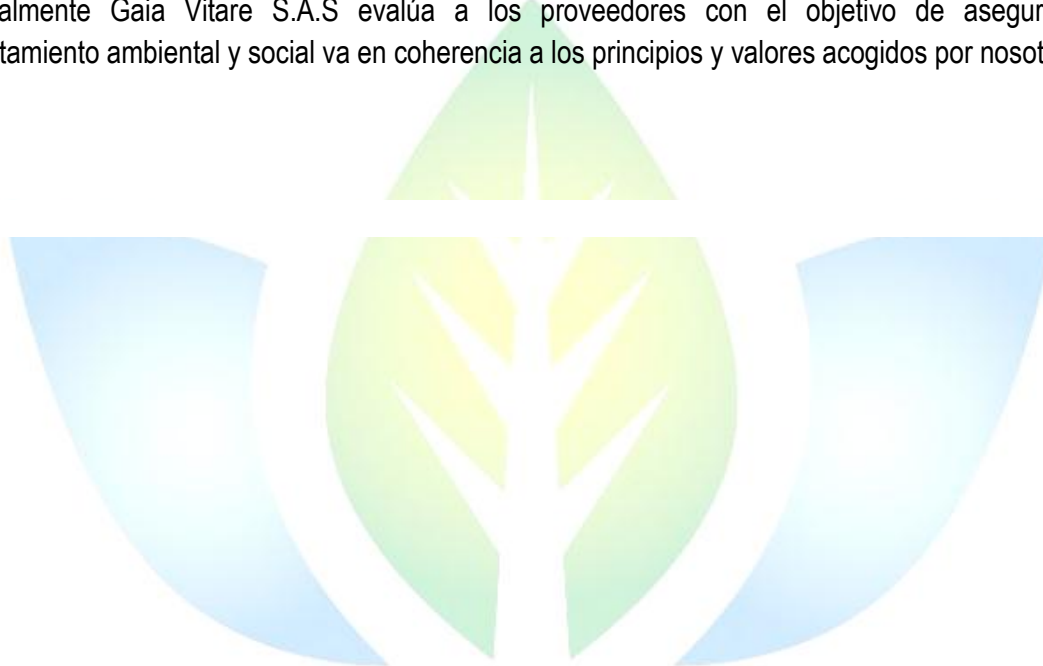 almente Gaia Vitare S.A.S evalúa a los proveedores con el objetivo de asegur
tamiento ambiental y social va en coherencia a los principios y valores acogidos por nosot